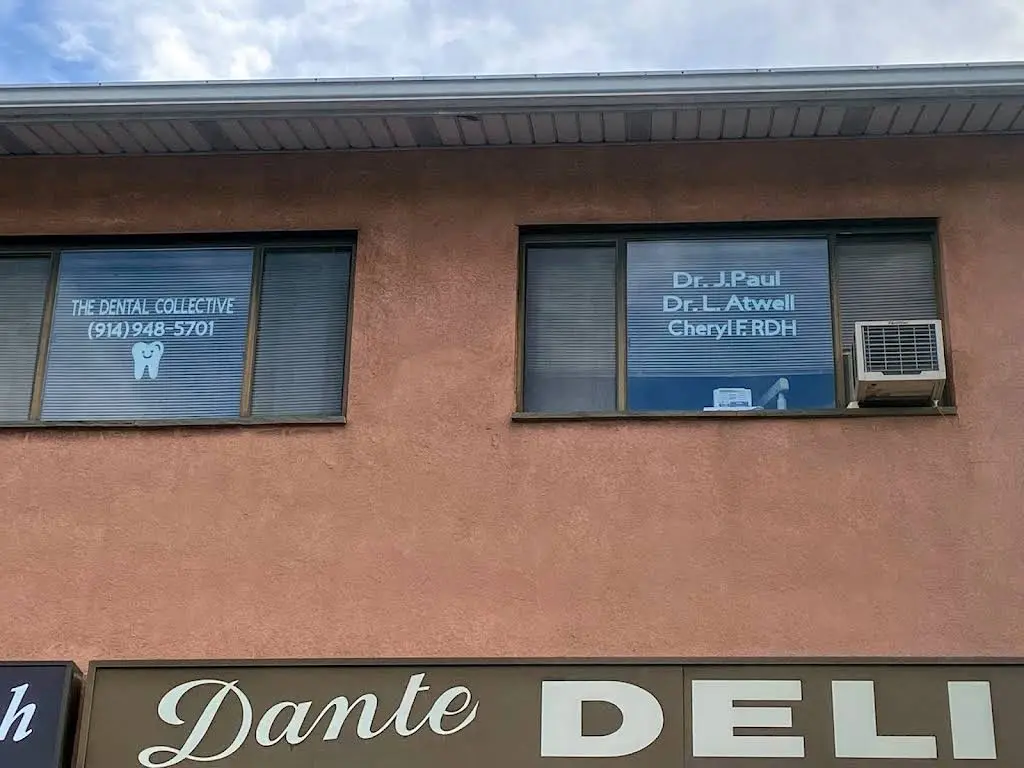 THE DENTAL COLLECTIVE
(914) 948-5701
Dr. J.Paul
Dr. L. Atwell
Cheryl F. RDH
h
Dante DELI